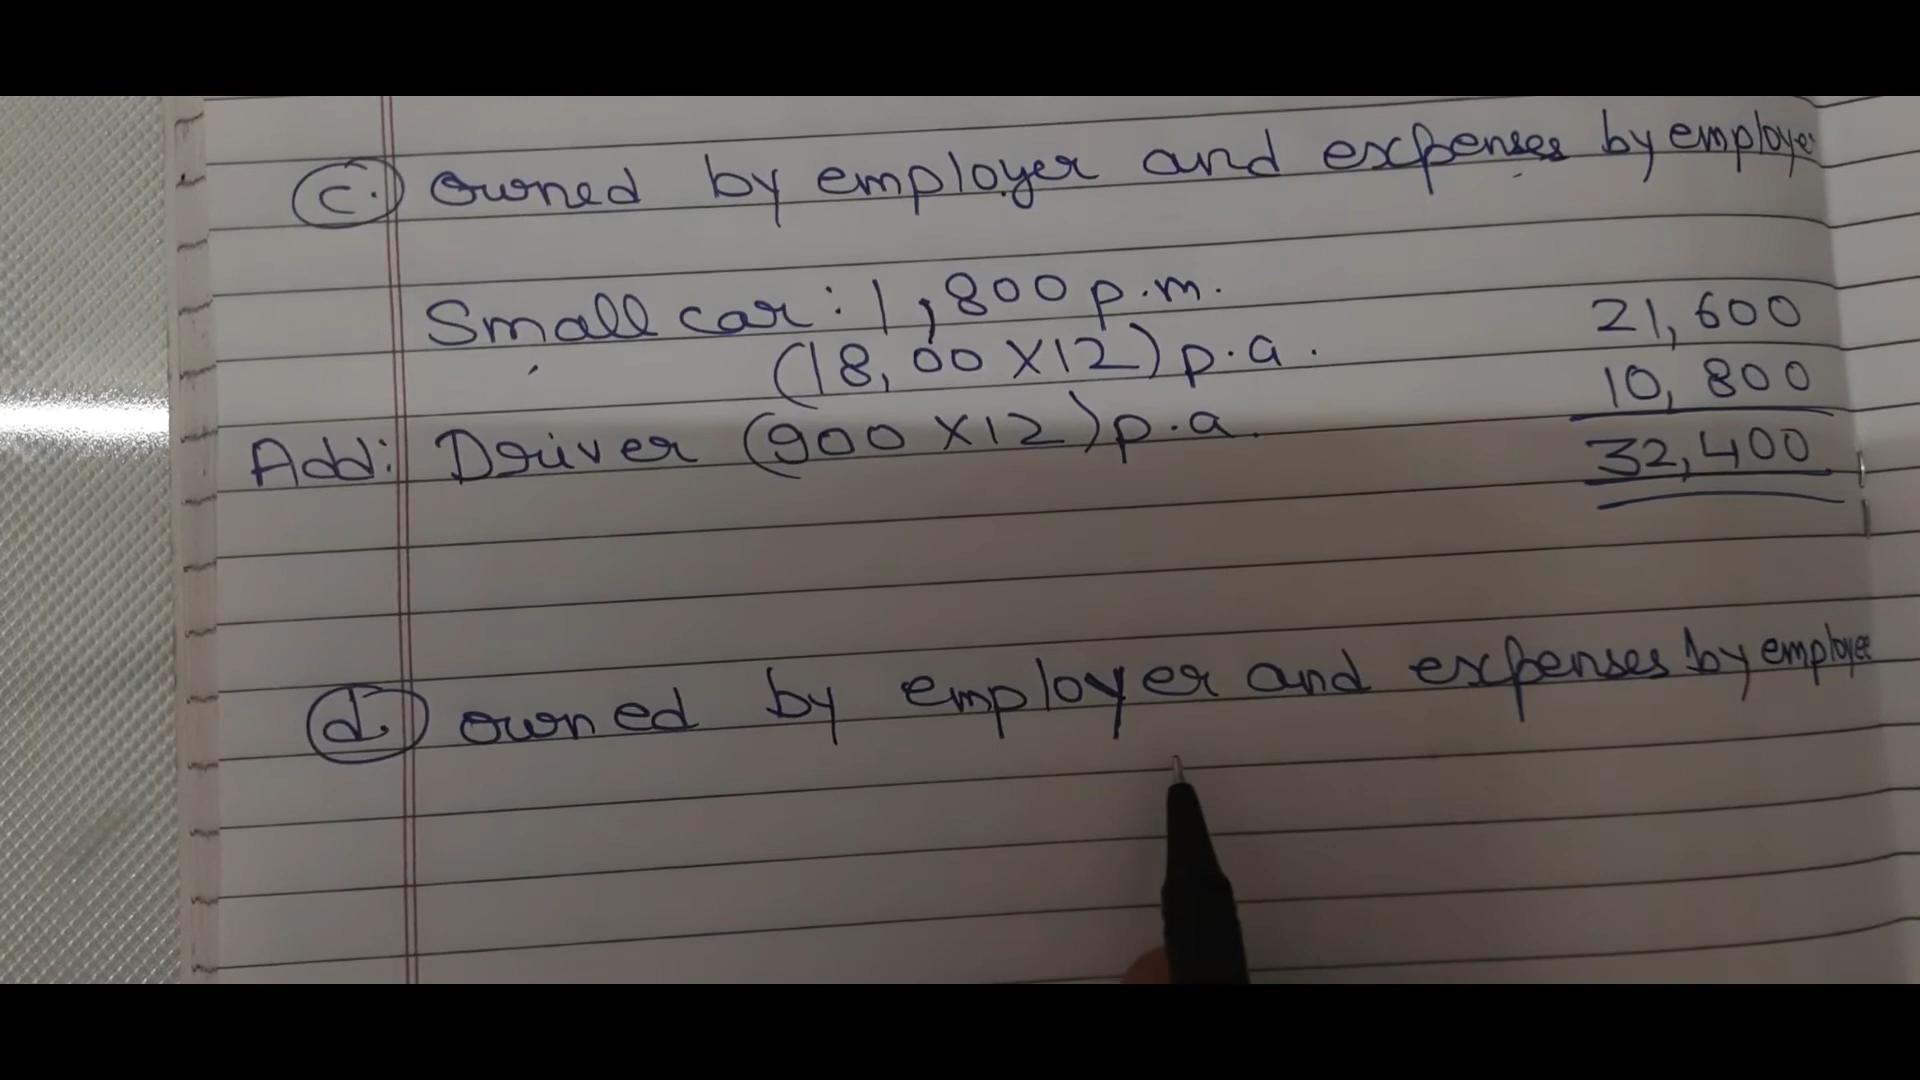 c. owned by employer and expenses by employer
Small car : 1,800 p.m.
(18,00 X12) p.a. 21,600
Add: Driver (900 X12) p.a. 10,800
32,400
d. owned by employer and expenses by employee